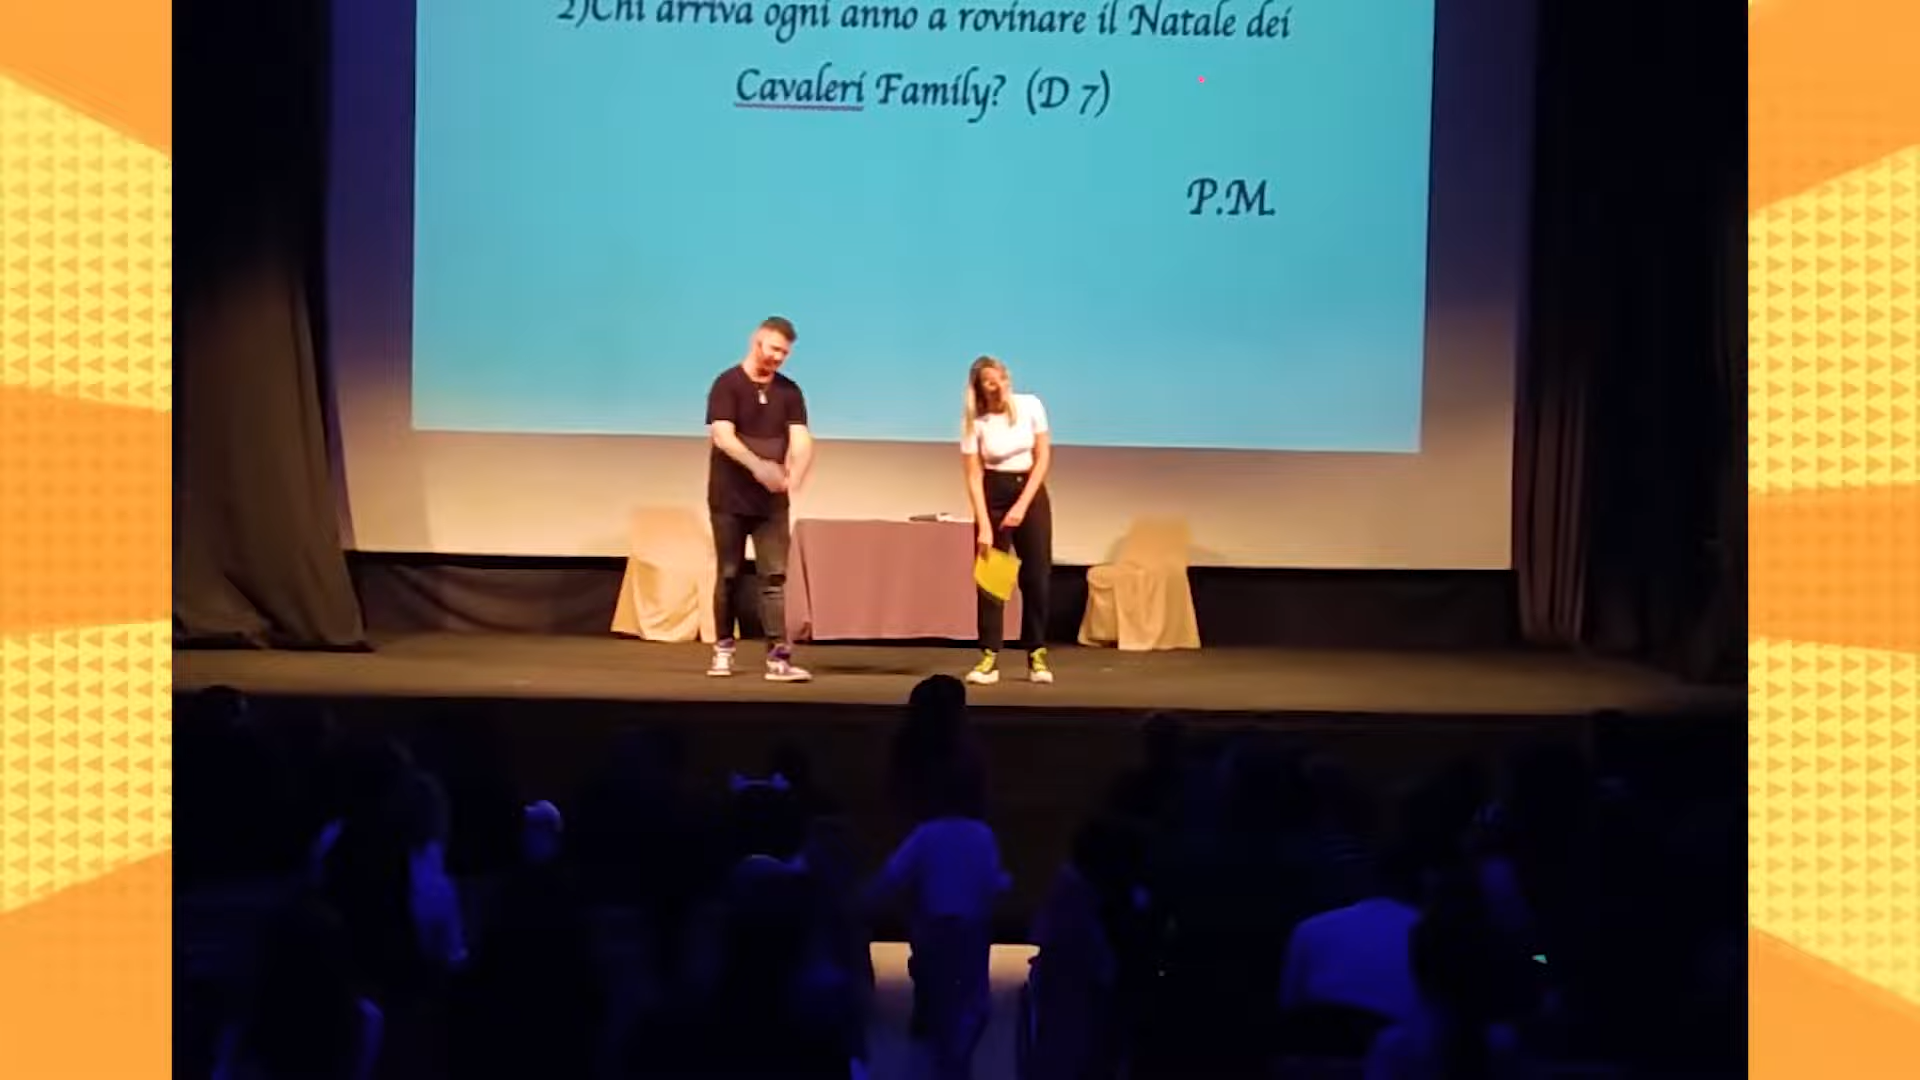 2)Chi arriva ogni anno a rovinare il Natale dei
Cavaleri Family? (D 7)
P.M.